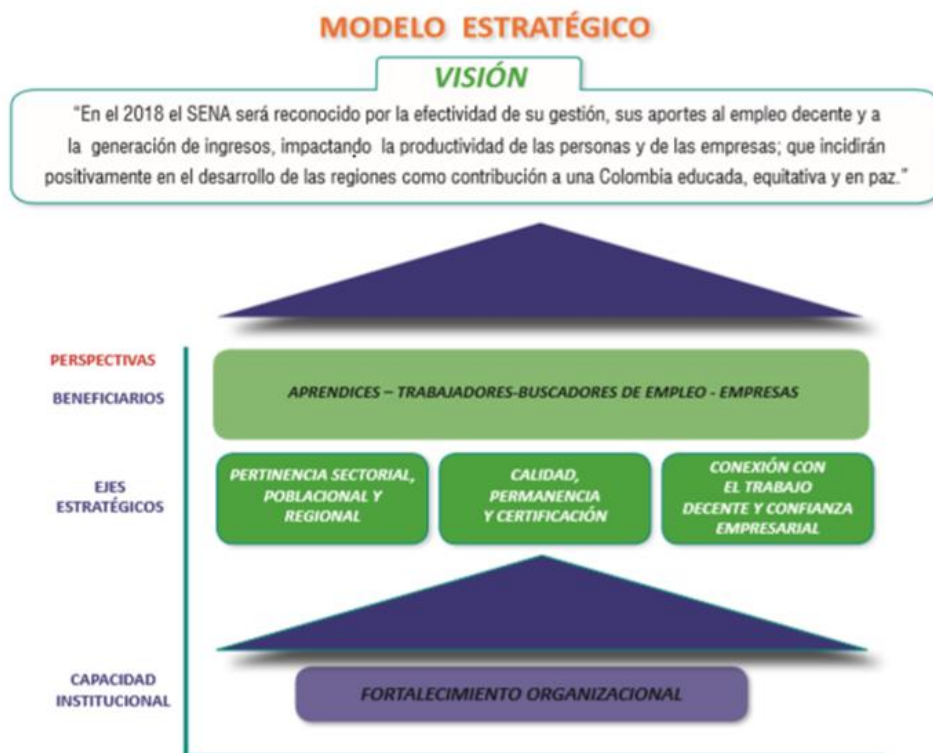 MODELO ESTRATÉGICO
VISIÓN
“En el 2018 el SENA será reconocido por la efectividad de su gestión, sus aportes al empleo decente y a
la generación de ingresos, impactando la productividad de las personas y de las empresas; que incidirán
positivamente en el desarrollo de las regiones como contribución a una Colombia educada, equitativa y en paz.”
PERSPECTIVAS
BENEFICIARIOS
APRENDICES – TRABAJADORES-BUSCADORES DE EMPLEO - EMPRESAS
EJES
ESTRATÉGICOS
PERTINENCIA SECTORIAL,
POBLACIONAL Y
REGIONAL
CALIDAD,
PERMANENCIA
Y CERTIFICACIÓN
CONEXIÓN CON
EL TRABAJO
DECENTE Y CONFIANZA
EMPRESARIAL
CAPACIDAD
INSTITUCIONAL
FORTALECIMIENTO ORGANIZACIONAL